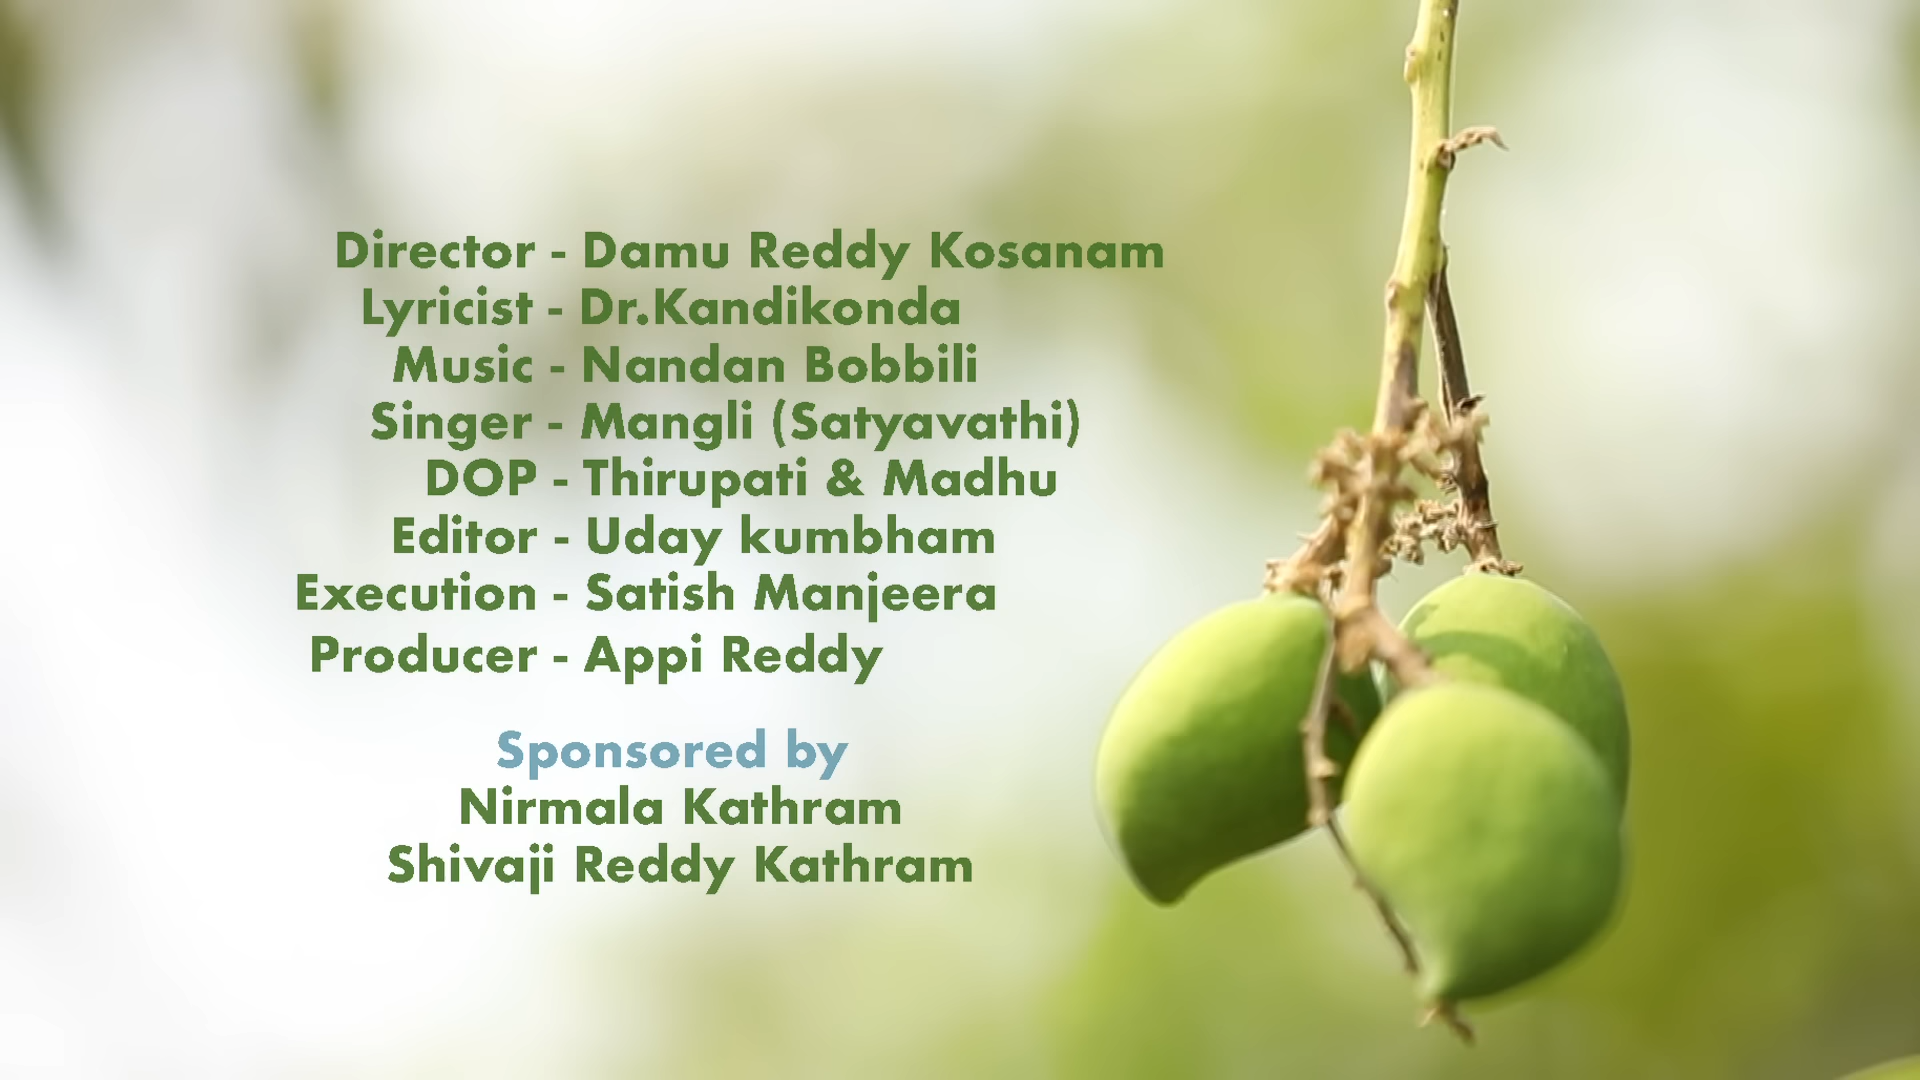 Director - Damu Reddy Kosanam
Lyricist - Dr.Kandikonda
Music - Nandan Bobbili
Singer - Mangli (Satyavathi)
DOP - Thirupati & Madhu
Editor - Uday kumbham
Execution - Satish Manjeera
Producer - Appi Reddy
Sponsored by
Nirmala Kathram
Shivaji Reddy Kathram